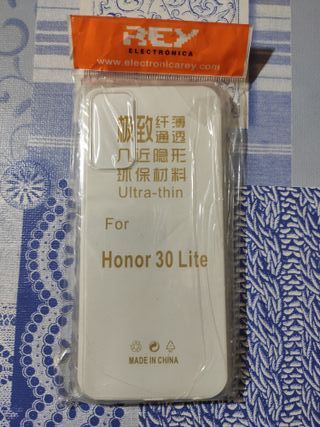 REY
ELECTRONICA
www.electronicarey.com
极致纤薄
通透
几近隐形
环保材料
Ultra-thin
For
Honor 30 Lite
MADE IN CHINA